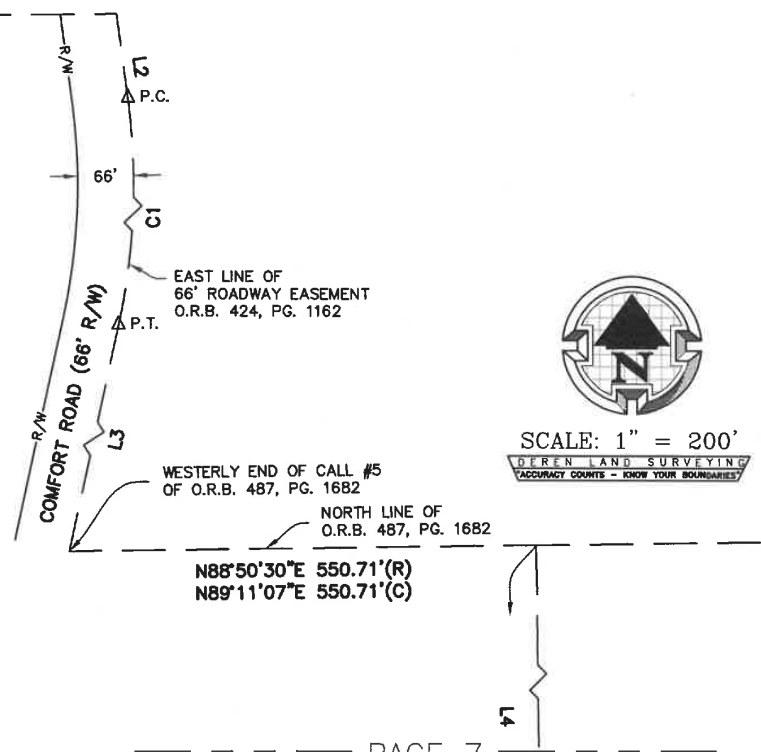 R/W
L2
P.C.
66'
C1
EAST LINE OF
66' ROADWAY EASEMENT
O.R.B. 424, PG. 1162
P.T.
COMFORT ROAD (66' R/W)
R/W
L3
N
SCALE: 1" = 200'
DEREN LAND SURVEYING
"ACCURACY COUNTS - KNOW YOUR BOUNDARIES"
WESTERLY END OF CALL #5
OF O.R.B. 487, PG. 1682
NORTH LINE OF
O.R.B. 487, PG. 1682
N88°50'30"E 550.71'(R)
N89°11'07"E 550.71'(C)
L4
PAGE 7